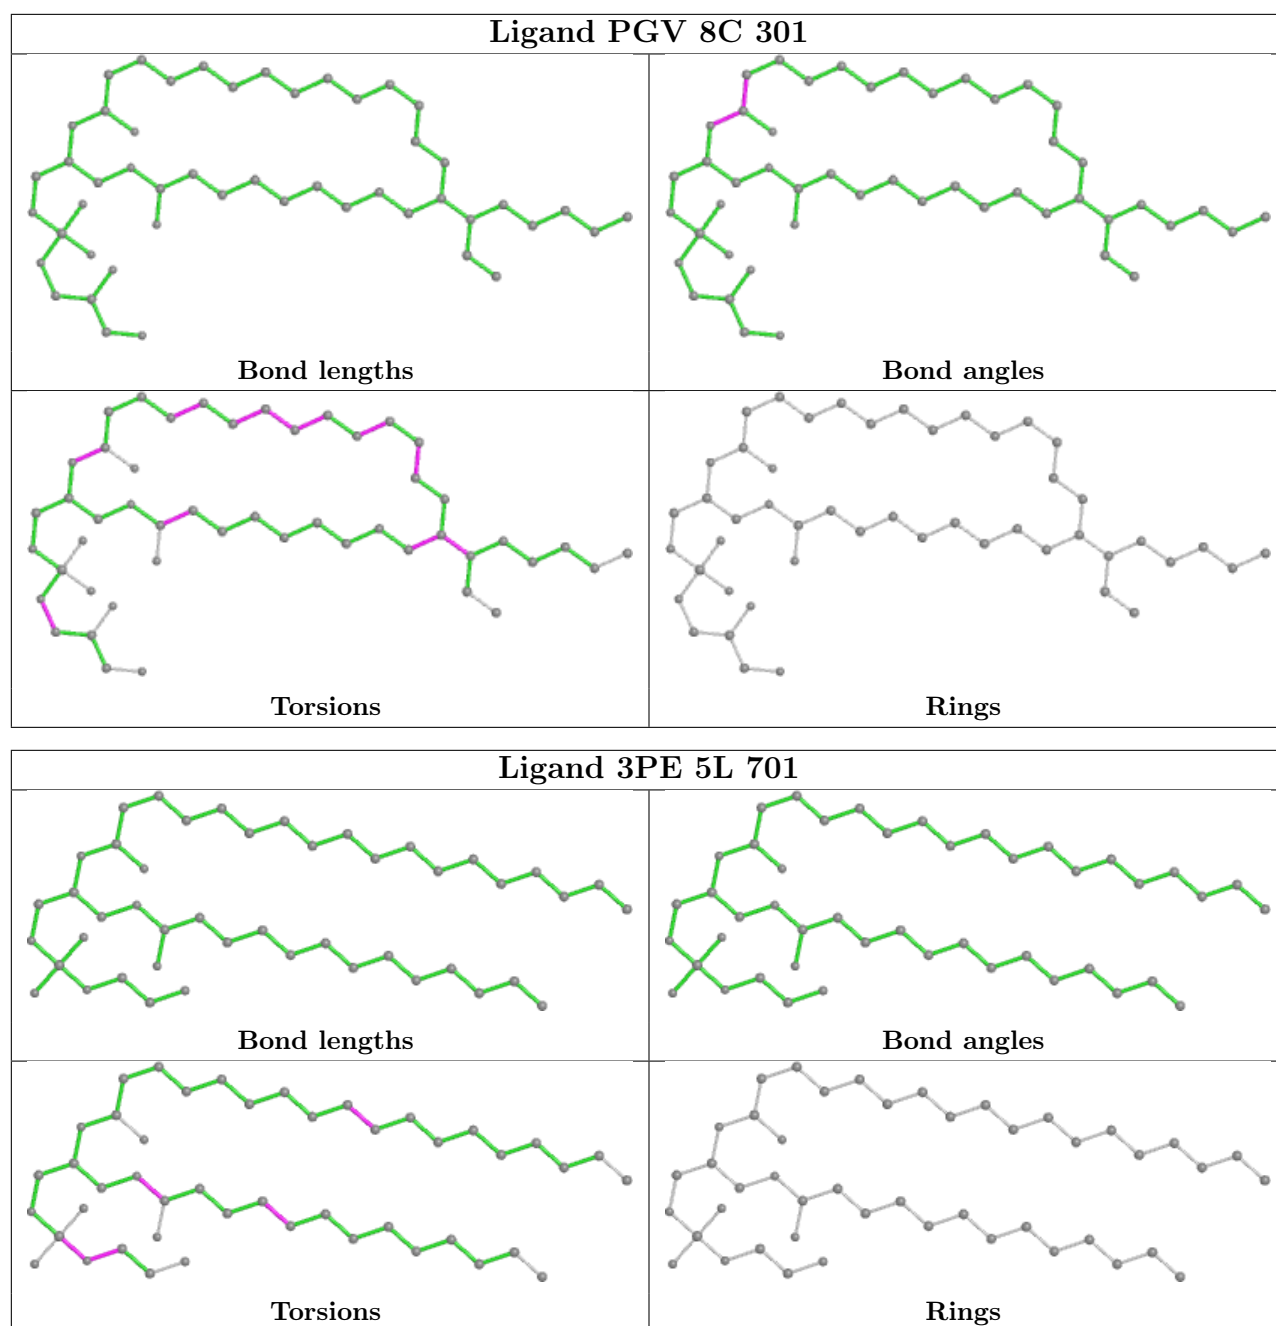 Ligand PGV 8C 301
Bond lengths
Bond angles
Torsions
Rings
Ligand 3PE 5L 701
Bond lengths
Bond angles
Torsions
Rings